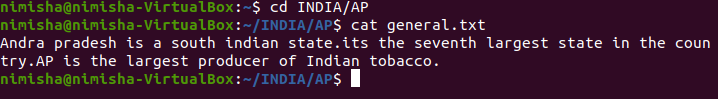 nimisha@nimisha-VirtualBox:~$ cd INDIA/AP
nimisha@nimisha-VirtualBox:~/INDIA/AP$ cat general.txt
Andra pradesh is a south indian state.its the seventh largest state in the coun
try.AP is the largest producer of Indian tobacco.
nimisha@nimisha-VirtualBox:~/INDIA/AP$